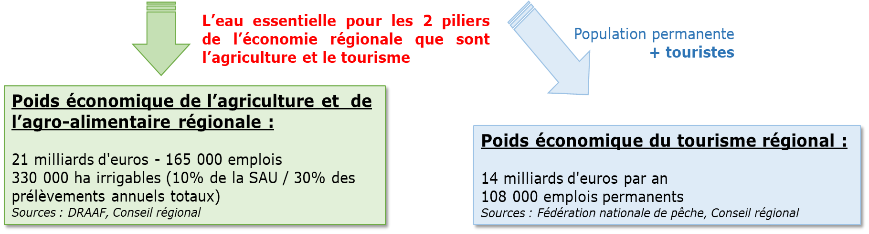 L’eau essentielle pour les 2 piliers
de l’économie régionale que sont
l’agriculture et le tourisme
Population permanente
+ touristes
Poids économique de l’agriculture et de
l’agro-alimentaire régionale :
21 milliards d'euros - 165 000 emplois
330 000 ha irrigables (10% de la SAU / 30% des
prélèvements annuels totaux)
Sources : DRAAF, Conseil régional
Poids économique du tourisme régional :
14 milliards d'euros par an
108 000 emplois permanents
Sources : Fédération nationale de pêche, Conseil régional